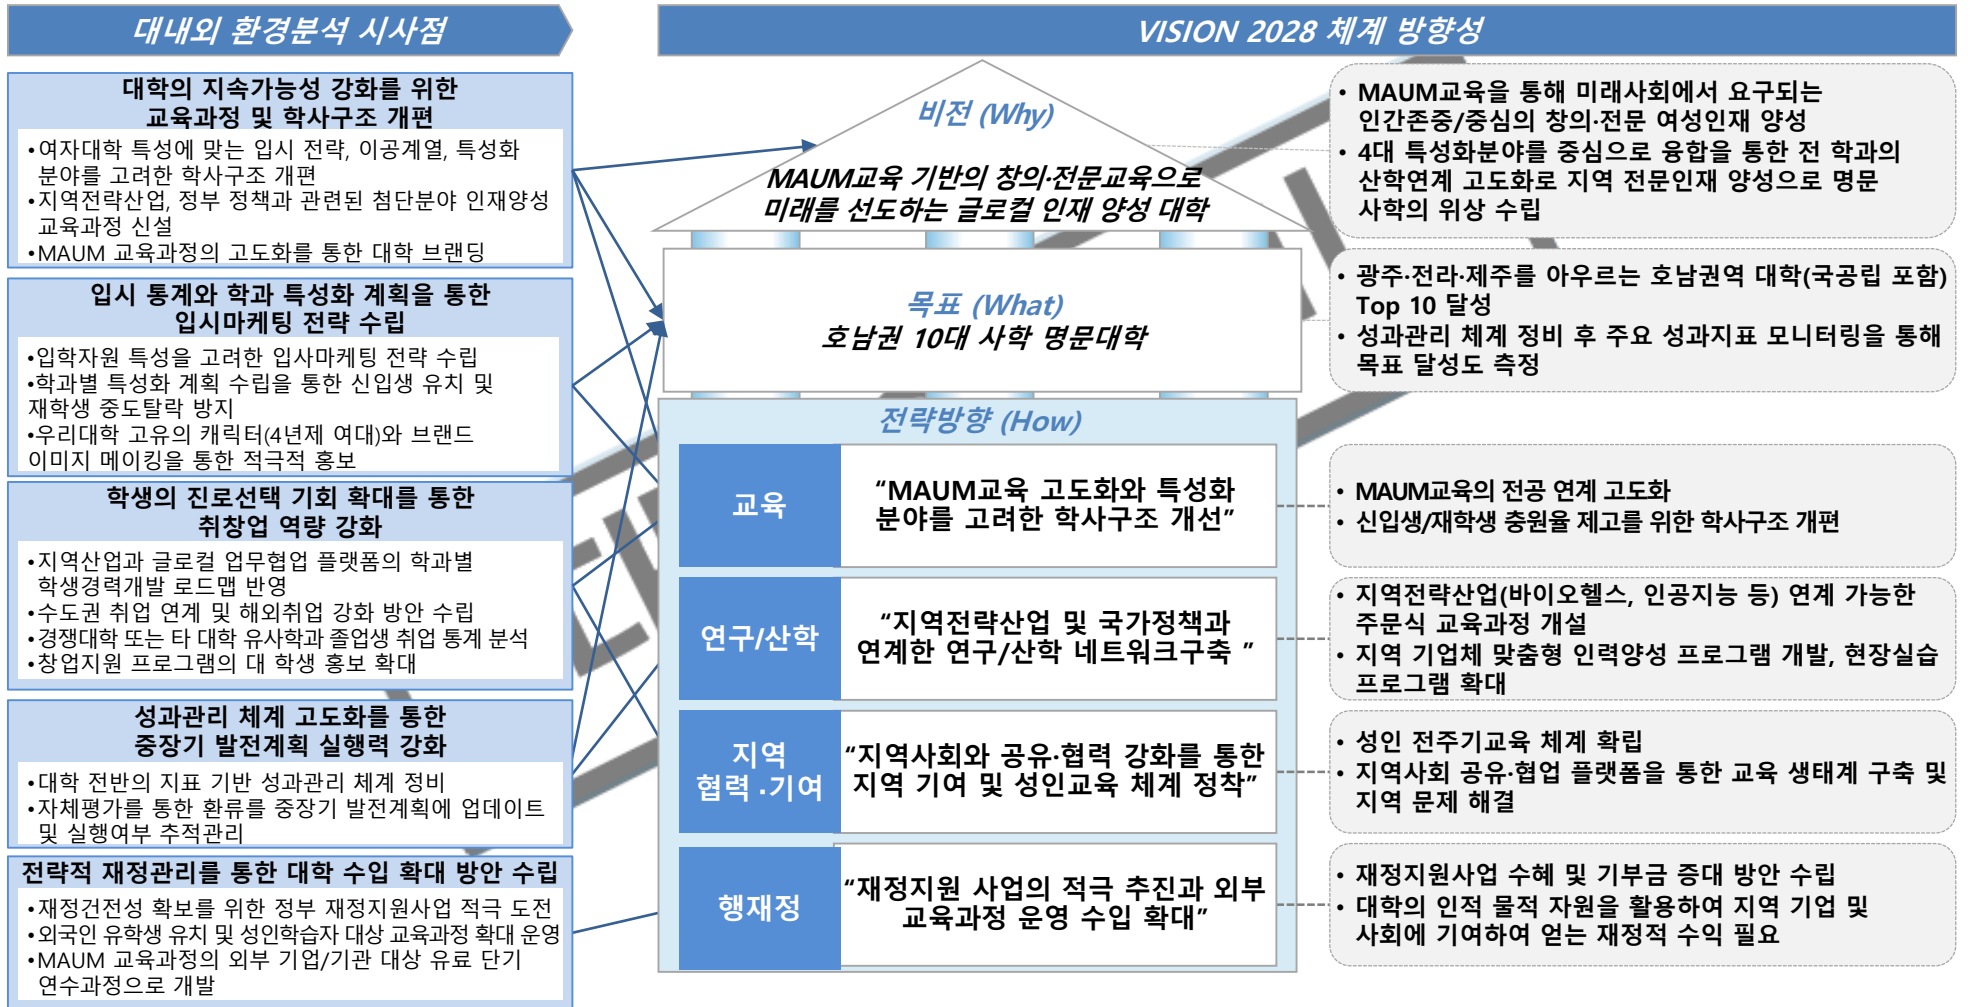 대내외 환경분석 시사점
대학의 지속가능성 강화를 위한
교육과정 및 학사구조 개편
•여자대학 특성에 맞는 입시 전략, 이공계열, 특성화
분야를 고려한 학사구조 개편
•지역전략산업, 정부 정책과 관련된 첨단분야 인재양성
교육과정 신설
•MAUM 교육과정의 고도화를 통한 대학 브랜딩
입시 통계와 학과 특성화 계획을 통한
입시마케팅 전략 수립
•입학자원 특성을 고려한 입사마케팅 전략 수립
•학과별 특성화 계획 수립을 통한 신입생 유치 및
재학생 중도탈락 방지
•우리대학 고유의 캐릭터(4년제 여대)와 브랜드
이미지 메이킹을 통한 적극적 홍보
학생의 진로선택 기회 확대를 통한
취창업 역량 강화
•지역산업과 글로컬 업무협업 플랫폼의 학과별
학생경력개발 로드맵 반영
•수도권 취업 연계 및 해외취업 강화 방안 수립
•경쟁대학 또는 타 대학 유사학과 졸업생 취업 통계 분석
•창업지원 프로그램의 대 학생 홍보 확대
성과관리 체계 고도화를 통한
중장기 발전계획 실행력 강화
•대학 전반의 지표 기반 성과관리 체계 정비
•자체평가를 통한 환류를 중장기 발전계획에 업데이트
및 실행여부 추적관리
전략적 재정관리를 통한 대학 수입 확대 방안 수립
•재정건전성 확보를 위한 정부 재정지원사업 적극 도전
•외국인 유학생 유치 및 성인학습자 대상 교육과정 확대 운영
•MAUM 교육과정의 외부 기업/기관 대상 유료 단기
연수과정으로 개발
VISION 2028 체계 방향성
비전 (Why)
MAUM교육 기반의 창의·전문교육으로
미래를 선도하는 글로컬 인재 양성 대학
• MAUM교육을 통해 미래사회에서 요구되는
인간존중/중심의 창의·전문 여성인재 양성
• 4대 특성화분야를 중심으로 융합을 통한 전 학과의
산학연계 고도화로 지역 전문인재 양성으로 명문
사학의 위상 수립
목표 (What)
호남권 10대 사학 명문대학
• 광주·전라·제주를 아우르는 호남권역 대학(국공립 포함)
Top 10 달성
• 성과관리 체계 정비 후 주요 성과지표 모니터링을 통해
목표 달성도 측정
전략방향 (How)
교육
“MAUM교육 고도화와 특성화
분야를 고려한 학사구조 개선”
• MAUM교육의 전공 연계 고도화
• 신입생/재학생 충원율 제고를 위한 학사구조 개편
연구/산학
“지역전략산업 및 국가정책과
연계한 연구/산학 네트워크구축 ”
• 지역전략산업(바이오헬스, 인공지능 등) 연계 가능한
주문식 교육과정 개설
• 지역 기업체 맞춤형 인력양성 프로그램 개발, 현장실습
프로그램 확대
지역
협력 ·기여
“지역사회와 공유·협력 강화를 통한
지역 기여 및 성인교육 체계 정착”
• 성인 전주기교육 체계 확립
• 지역사회 공유·협업 플랫폼을 통한 교육 생태계 구축 및
지역 문제 해결
행재정
“재정지원 사업의 적극 추진과 외부
교육과정 운영 수입 확대”
• 재정지원사업 수혜 및 기부금 증대 방안 수립
• 대학의 인적 물적 자원을 활용하여 지역 기업 및
사회에 기여하여 얻는 재정적 수익 필요